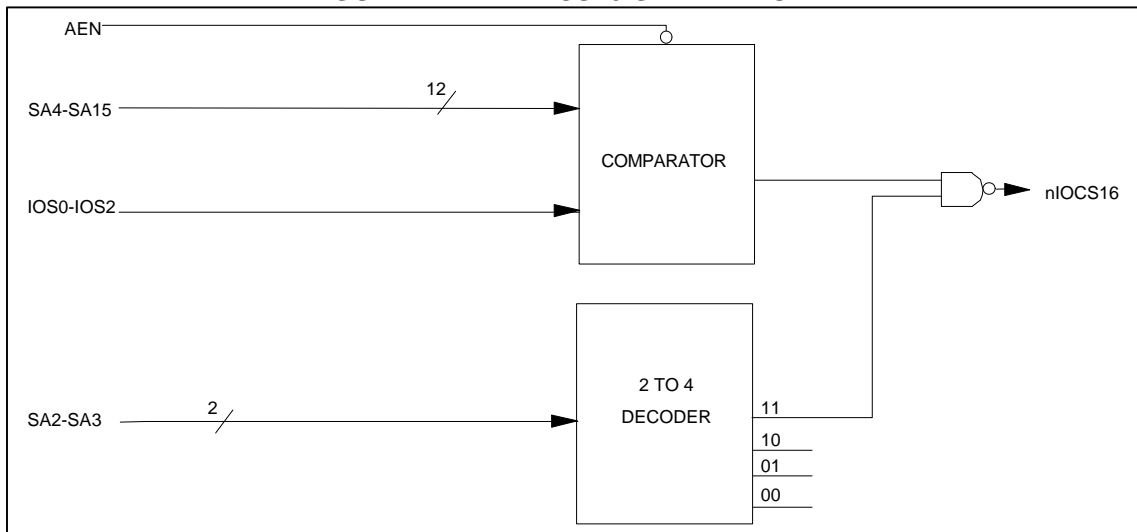 AEN
12
SA4-SA15
COMPARATOR
nIOCS16
IOS0-IOS2
2 TO 4
DECODER
2
11
SA2-SA3
10
01
00